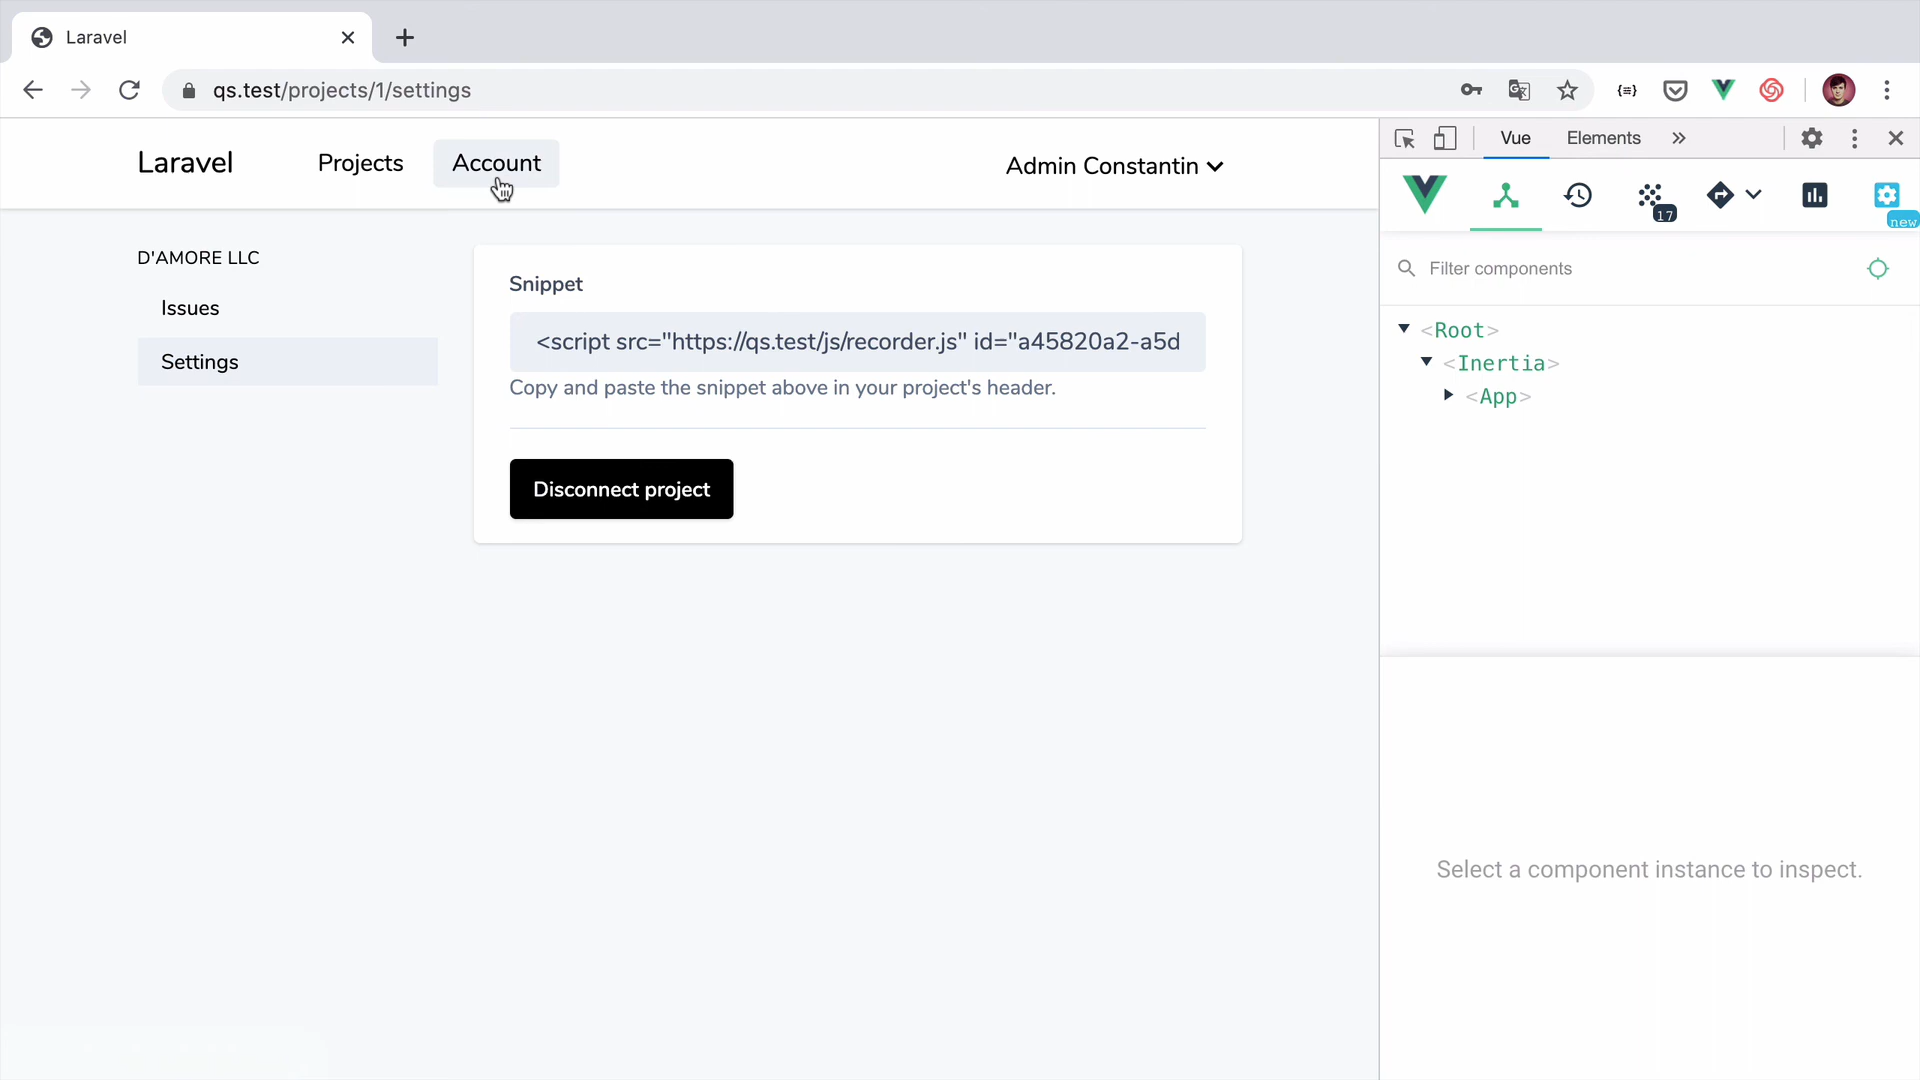 Laravel
qs.test/projects/1/settings
Laravel
Projects
Account
Admin Constantin
D'AMORE LLC
Issues
Settings
Snippet
<script src="https://qs.test/js/recorder.js" id="a45820a2-a5d
Copy and paste the snippet above in your project's header.
Disconnect project
Vue
Elements
17
new
Filter components
<Root>
<Inertia>
<App>
Select a component instance to inspect.